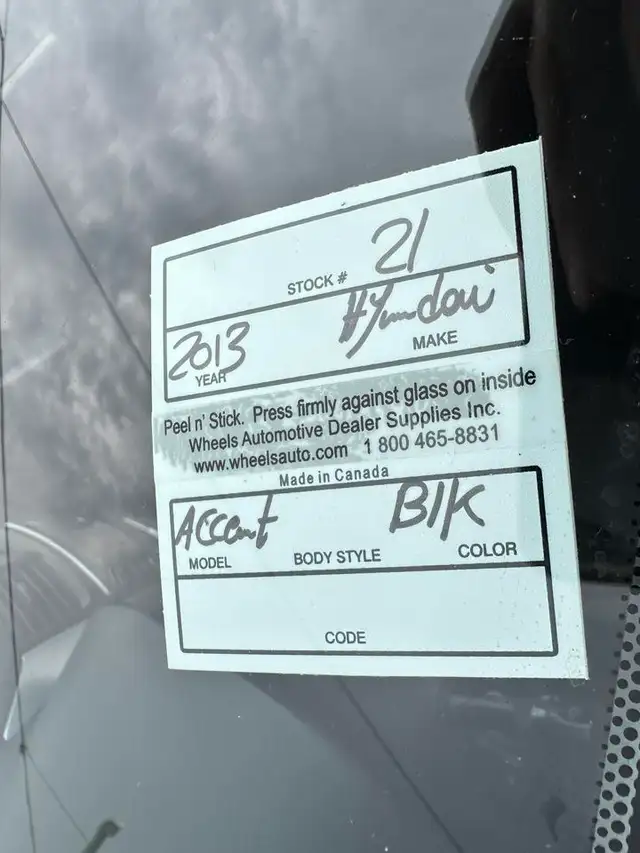 21
STOCK #
2013 Hyundai
YEAR MAKE
Peel n' Stick. Press firmly against glass on inside
Wheels Automotive Dealer Supplies Inc.
www.wheelsauto.com 1 800 465-8831
Made in Canada
Accent Blk
MODEL BODY STYLE COLOR
CODE